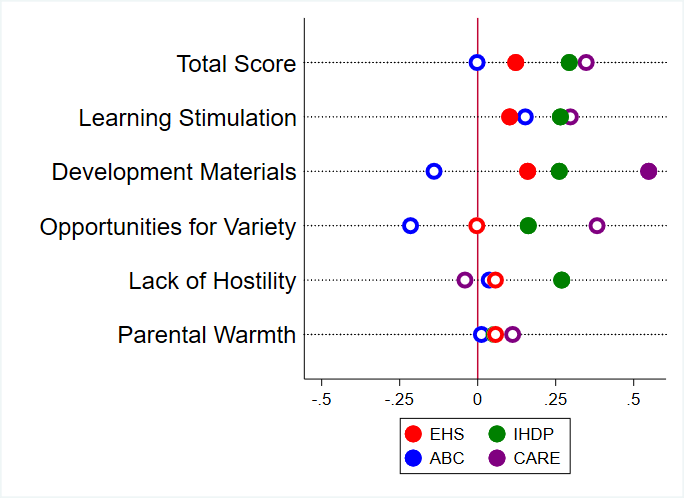 Total Score
Learning Stimulation
Development Materials
Opportunities for Variety
Lack of Hostility
Parental Warmth
-.5 -.25 0 .25 .5
EHS IHDP
ABC CARE